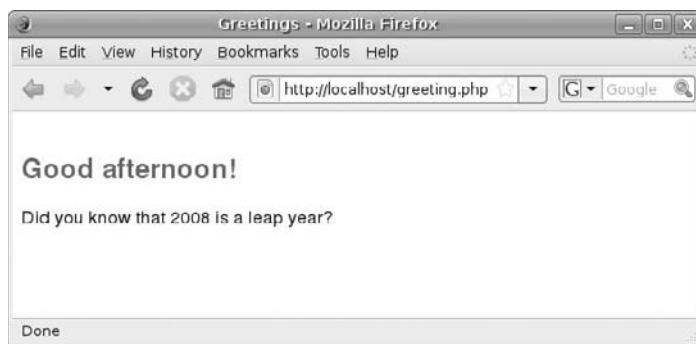 Greetings - Mozilla Firefox
File Edit View History Bookmarks Tools Help
http://localhost/greeting.php G Google
Good afternoon!
Did you know that 2008 is a leap year?
Done